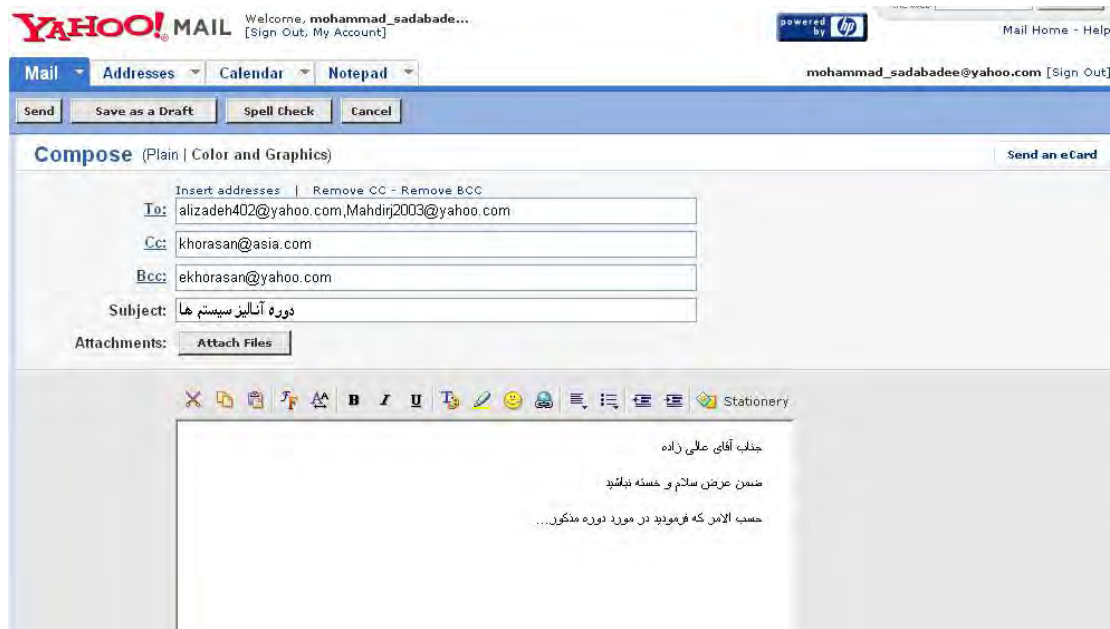 YAHOO! MAIL Welcome, mohammad_sadabade...
[Sign Out, My Account]
powered by hp
Mail Home - Help
Mail Addresses Calendar Notepad
mohammad_sadabadee@yahoo.com [Sign Out]
Send Save as a Draft Spell Check Cancel
Compose (Plain | Color and Graphics) Send an eCard
Insert addresses | Remove CC - Remove BCC
To: alizadeh402@yahoo.com,Mahdirj2003@yahoo.com
Cc: khorasan@asia.com
Bcc: ekhorasan@yahoo.com
Subject: دوره آنالیز سیستم ها
Attachments: Attach Files
B I U Stationery
جناب آقای عالی زاده
ضمن عرض سلام و خسته نباشید
حسب الامر که فرمودید در مورد دوره مذکور...